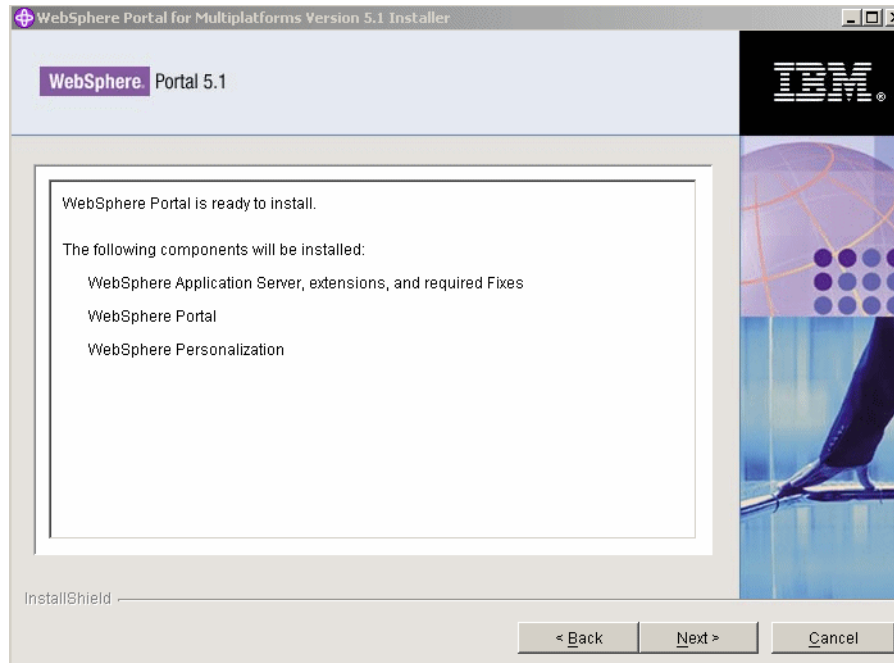 WebSphere Portal for Multiplatforms Version 5.1 Installer
WebSphere. Portal 5.1
IBM.®
WebSphere Portal is ready to install.
The following components will be installed:
WebSphere Application Server, extensions, and required Fixes
WebSphere Portal
WebSphere Personalization
InstallShield
< Back
Next >
Cancel